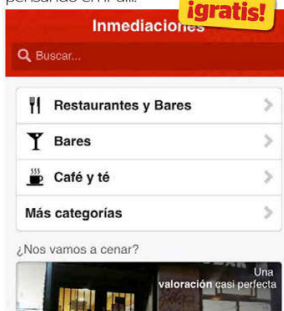 ¡gratis!
Inmediaciones
Buscar...
Restaurantes y Bares
Bares
Café y té
Más categorías
¿Nos vamos a cenar?
Una
valoración casi perfecta